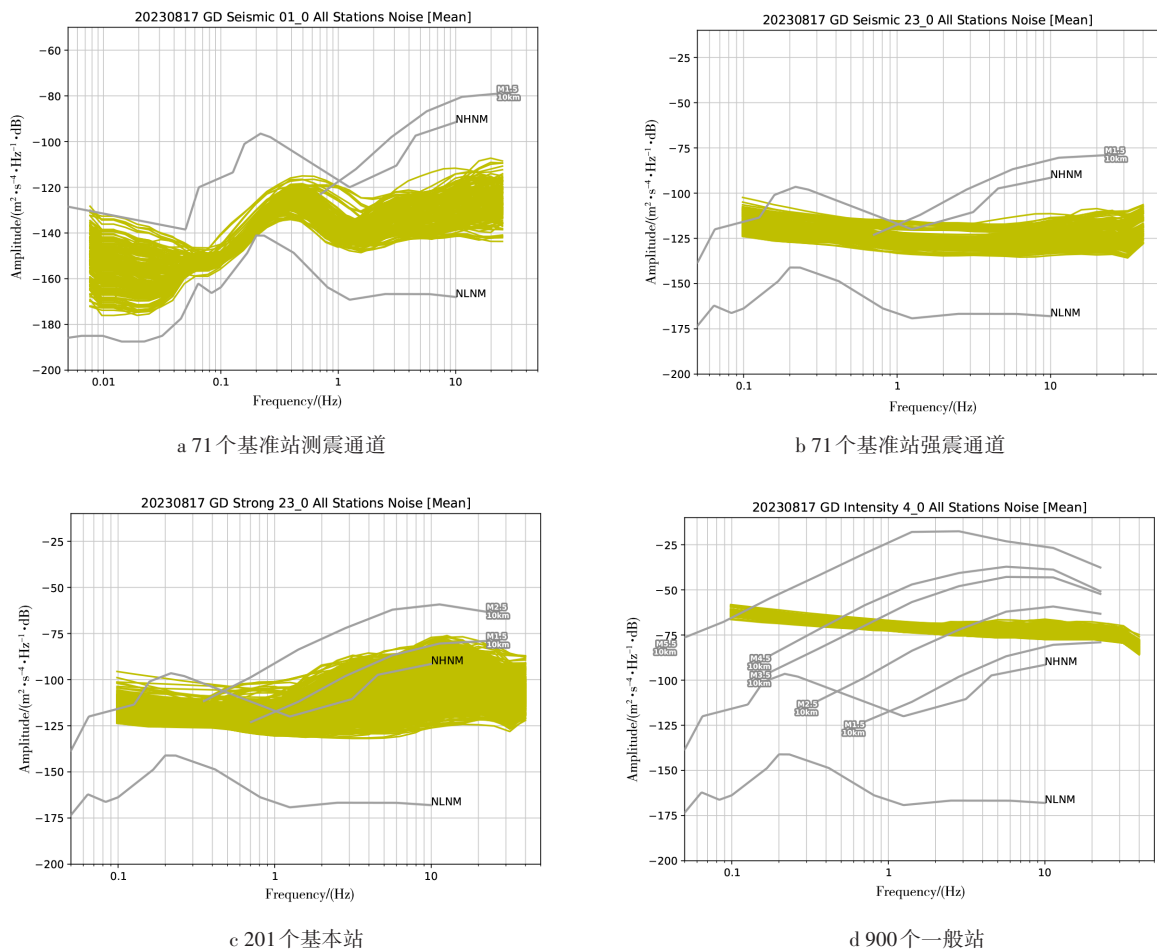 20230817 GD Seismic 01_0 All Stations Noise [Mean]
Amplitude/(m²•s⁻⁴•Hz⁻¹•dB)
−60
−80
−100
−120
−140
−160
−180
−200
M1.5
10km
NHNM
NLNM
0.01
0.1
1
10
Frequency/(Hz)
a 71个基准站测震通道
20230817 GD Seismic 23_0 All Stations Noise [Mean]
Amplitude/(m²•s⁻⁴•Hz⁻¹•dB)
−25
−50
−75
−100
−125
−150
−175
−200
M1.5
10km
NHNM
NLNM
0.1
1
10
Frequency/(Hz)
b 71个基准站强震通道
20230817 GD Strong 23_0 All Stations Noise [Mean]
Amplitude/(m²•s⁻⁴•Hz⁻¹•dB)
−25
−50
−75
−100
−125
−150
−175
−200
M2.5
10km
M1.5
10km
NHNM
NLNM
0.1
1
10
Frequency/(Hz)
c 201个基本站
20230817 GD Intensity 4_0 All Stations Noise [Mean]
Amplitude/(m²•s⁻⁴•Hz⁻¹•dB)
−25
−50
−75
−100
−125
−150
−175
−200
M5.5
10km
M4.5
10km
M3.5
10km
M2.5
10km
M1.5
10km
NHNM
NLNM
0.1
1
10
Frequency/(Hz)
d 900个一般站